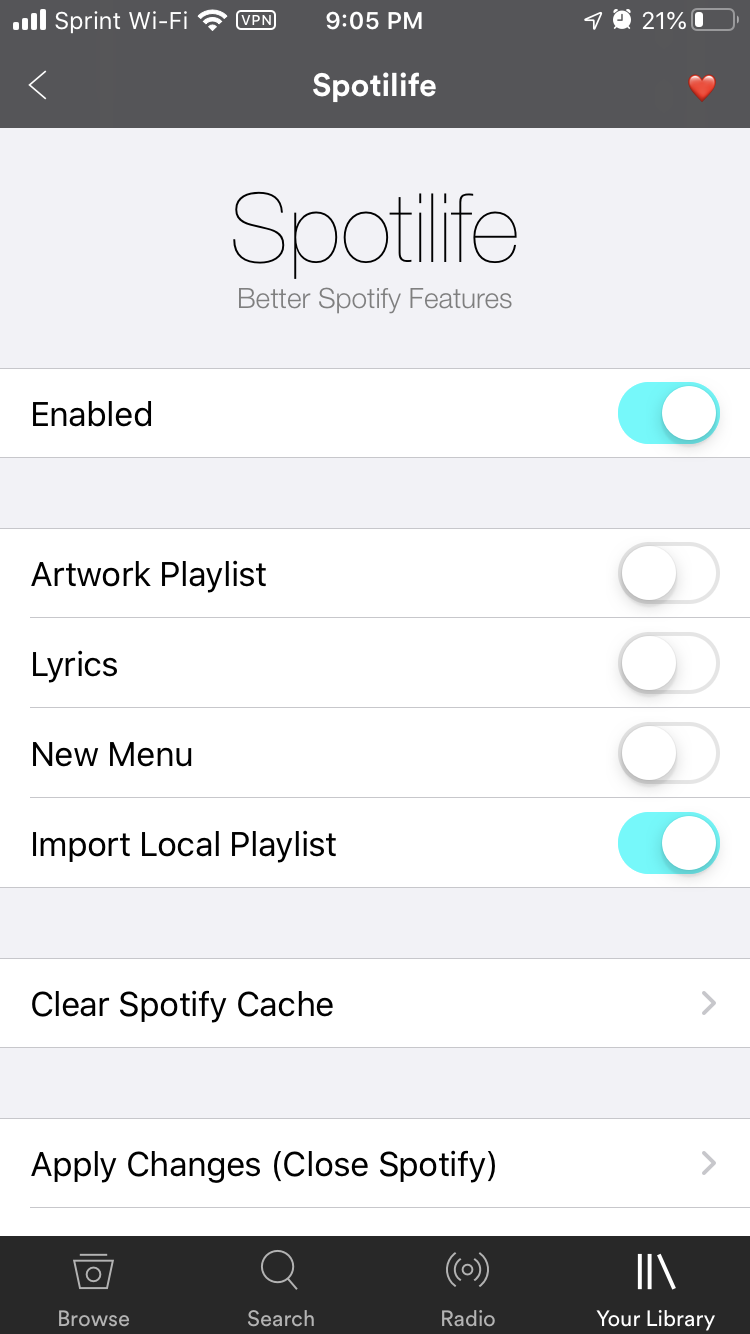 Sprint Wi-Fi VPN 9:05 PM 21%
Spotilife
Spotilife
Better Spotify Features
Enabled
Artwork Playlist
Lyrics
New Menu
Import Local Playlist
Clear Spotify Cache
Apply Changes (Close Spotify)
Browse Search Radio Your Library